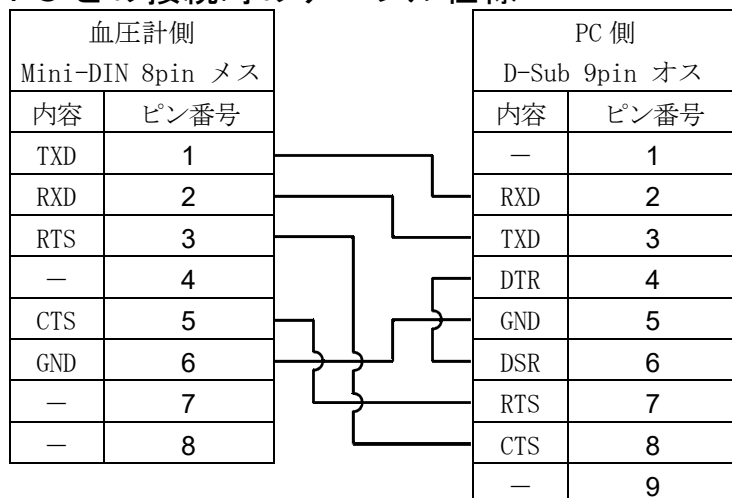 血圧計側
Mini-DIN 8pin メス
内容 ピン番号
TXD 1
RXD 2
RTS 3
— 4
CTS 5
GND 6
— 7
— 8
PC 側
D-Sub 9pin オス
内容 ピン番号
— 1
RXD 2
TXD 3
DTR 4
GND 5
DSR 6
RTS 7
CTS 8
— 9